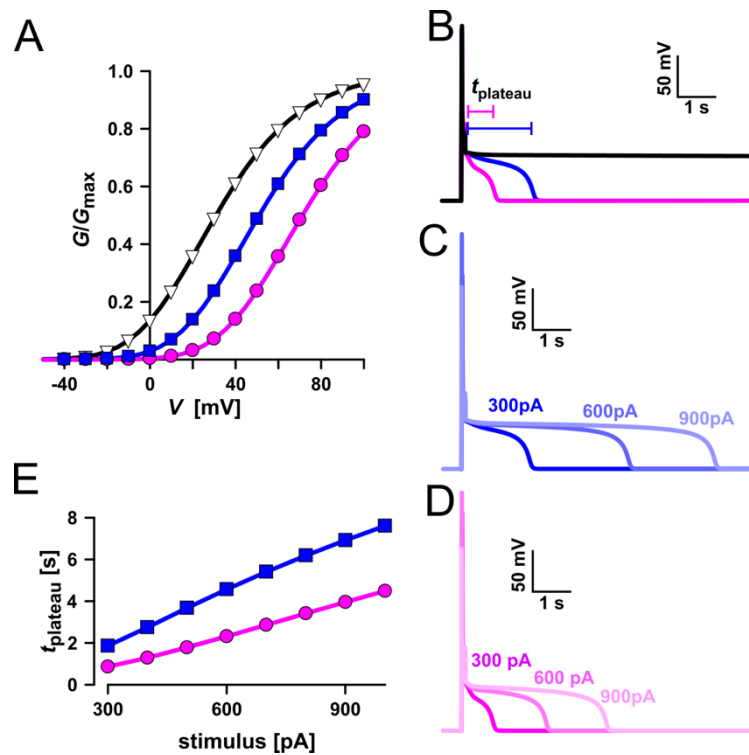 A
G/Gmax
1.0
0.8
0.6
0.4
0.2
-40
0
40
80
V [mV]
B
tplateau
50 mV
1 s
C
50 mV
1 s
300pA
600pA
900pA
D
50 mV
1 s
300 pA
600 pA
900pA
E
tplateau [s]
8
6
4
2
0
300
600
900
stimulus [pA]